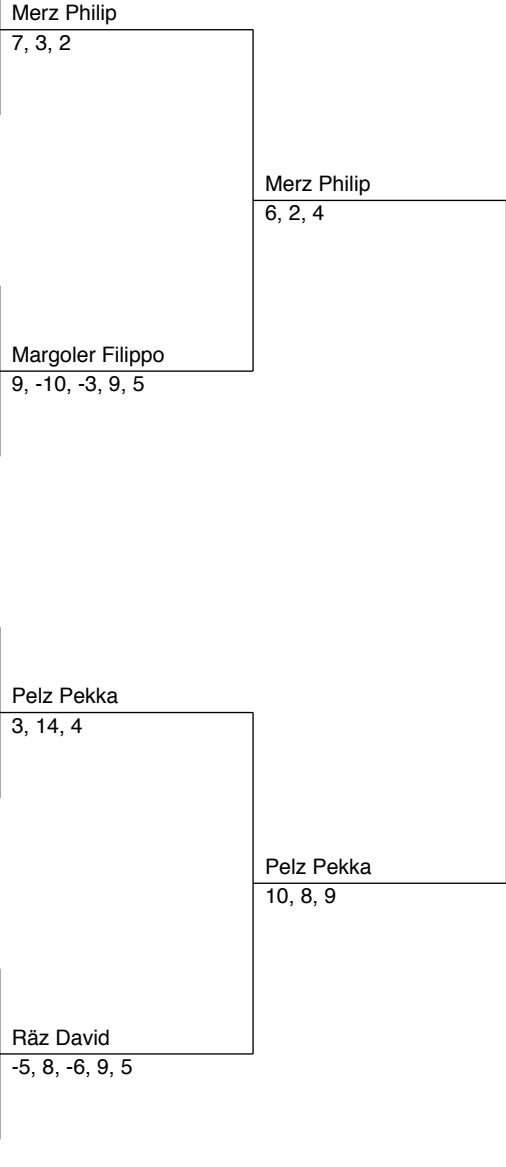 Merz Philip
7, 3, 2
Merz Philip
6, 2, 4
Margoler Filippo
9, -10, -3, 9, 5
Pelz Pekka
3, 14, 4
Pelz Pekka
10, 8, 9
Räz David
-5, 8, -6, 9, 5